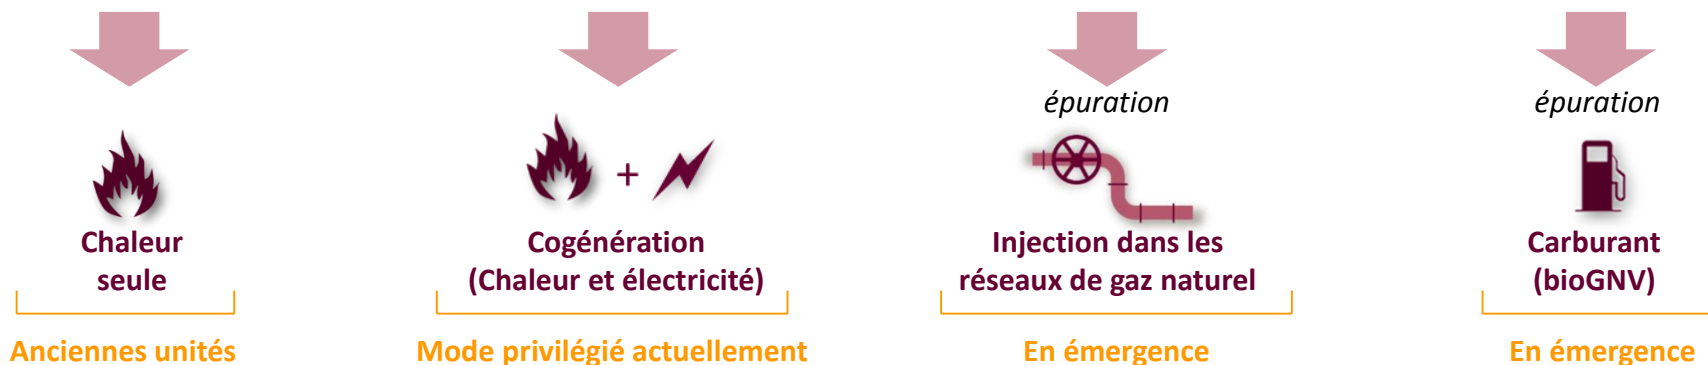 Chaleur
seule
Anciennes unités
+
Cogénération
(Chaleur et électricité)
Mode privilégié actuellement
épuration
Injection dans les
réseaux de gaz naturel
En émergence
épuration
Carburant
(bioGNV)
En émergence